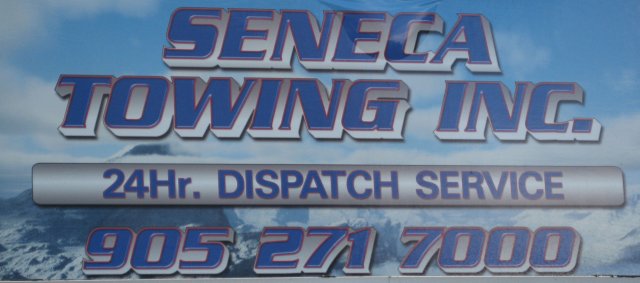 SENECA
TOWING INC.
24Hr. DISPATCH SERVICE
905 271 7000